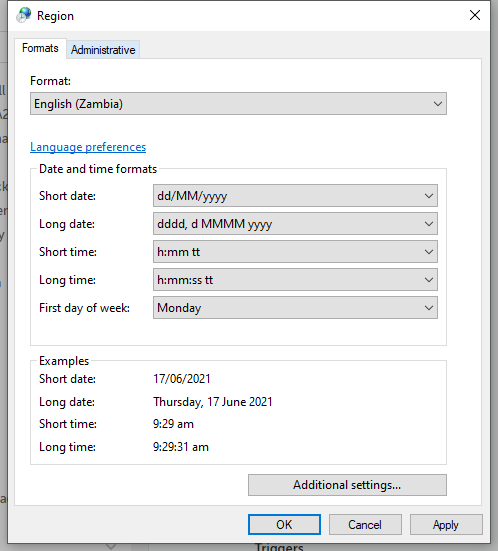 Region
Formats
Administrative
Format:
English (Zambia)
Language preferences
Date and time formats
Short date:
dd/MM/yyyy
Long date:
dddd, d MMMM yyyy
Short time:
h:mm tt
Long time:
h:mm:ss tt
First day of week:
Monday
Examples
Short date:
17/06/2021
Long date:
Thursday, 17 June 2021
Short time:
9:29 am
Long time:
9:29:31 am
Additional settings...
OK
Cancel
Apply
Triggers